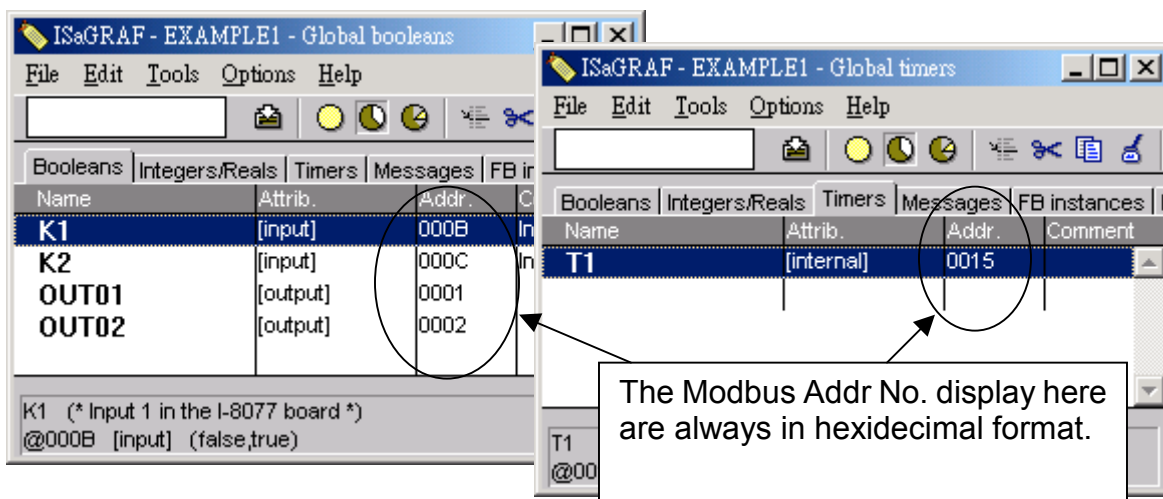 ISaGRAF - EXAMPLE1 - Global booleans
File Edit Tools Options Help
Booleans Integers/Reals Timers Messages FB in
Name Attrib. Addr. C
K1 [input] 000B In
K2 [input] 000C In
OUT01 [output] 0001
OUT02 [output] 0002
K1 (* Input 1 in the I-8077 board *)
@000B [input] (false,true)
ISaGRAF - EXAMPLE1 - Global timers
File Edit Tools Options Help
Booleans Integers/Reals Timers Messages FB instances
Name Attrib. Addr. Comment
T1 [internal] 0015
T1
@00
The Modbus Addr No. display here
are always in hexidecimal format.